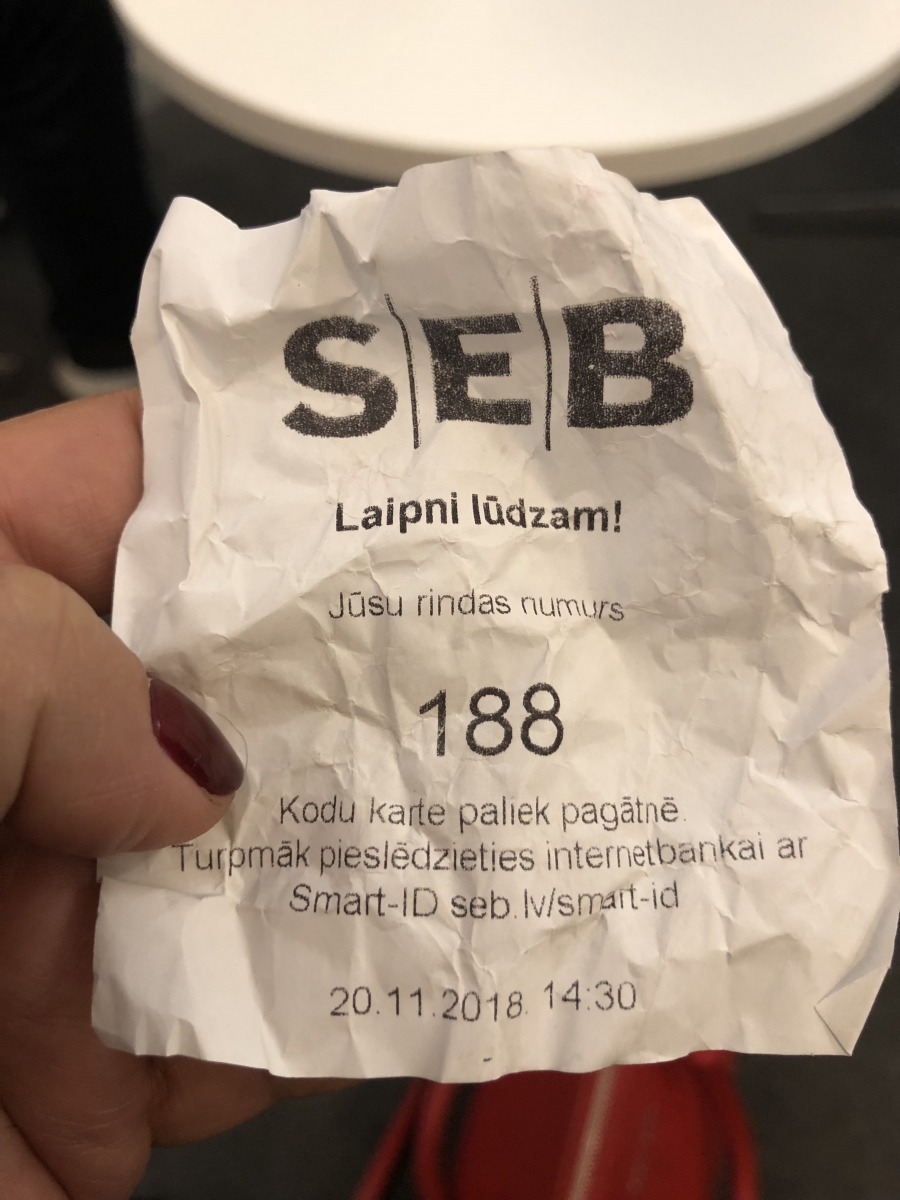 S|E|B
Laipni lūdzam!
Jūsu rindas numurs
188
Kodu karte paliek pagātnē.
Turpmāk pieslēdzieties internetbankai ar
Smart-ID seb.lv/smart-id
20.11.2018. 14:30